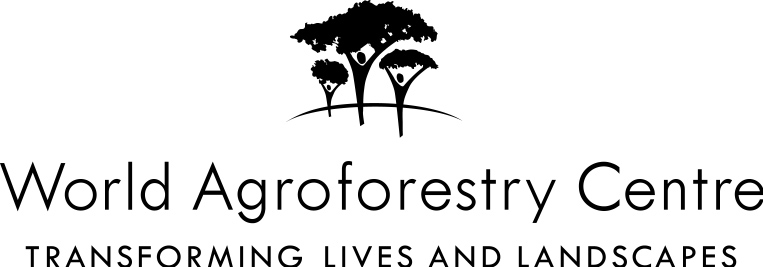 World Agroforestry Centre
TRANSFORMING LIVES AND LANDSCAPES